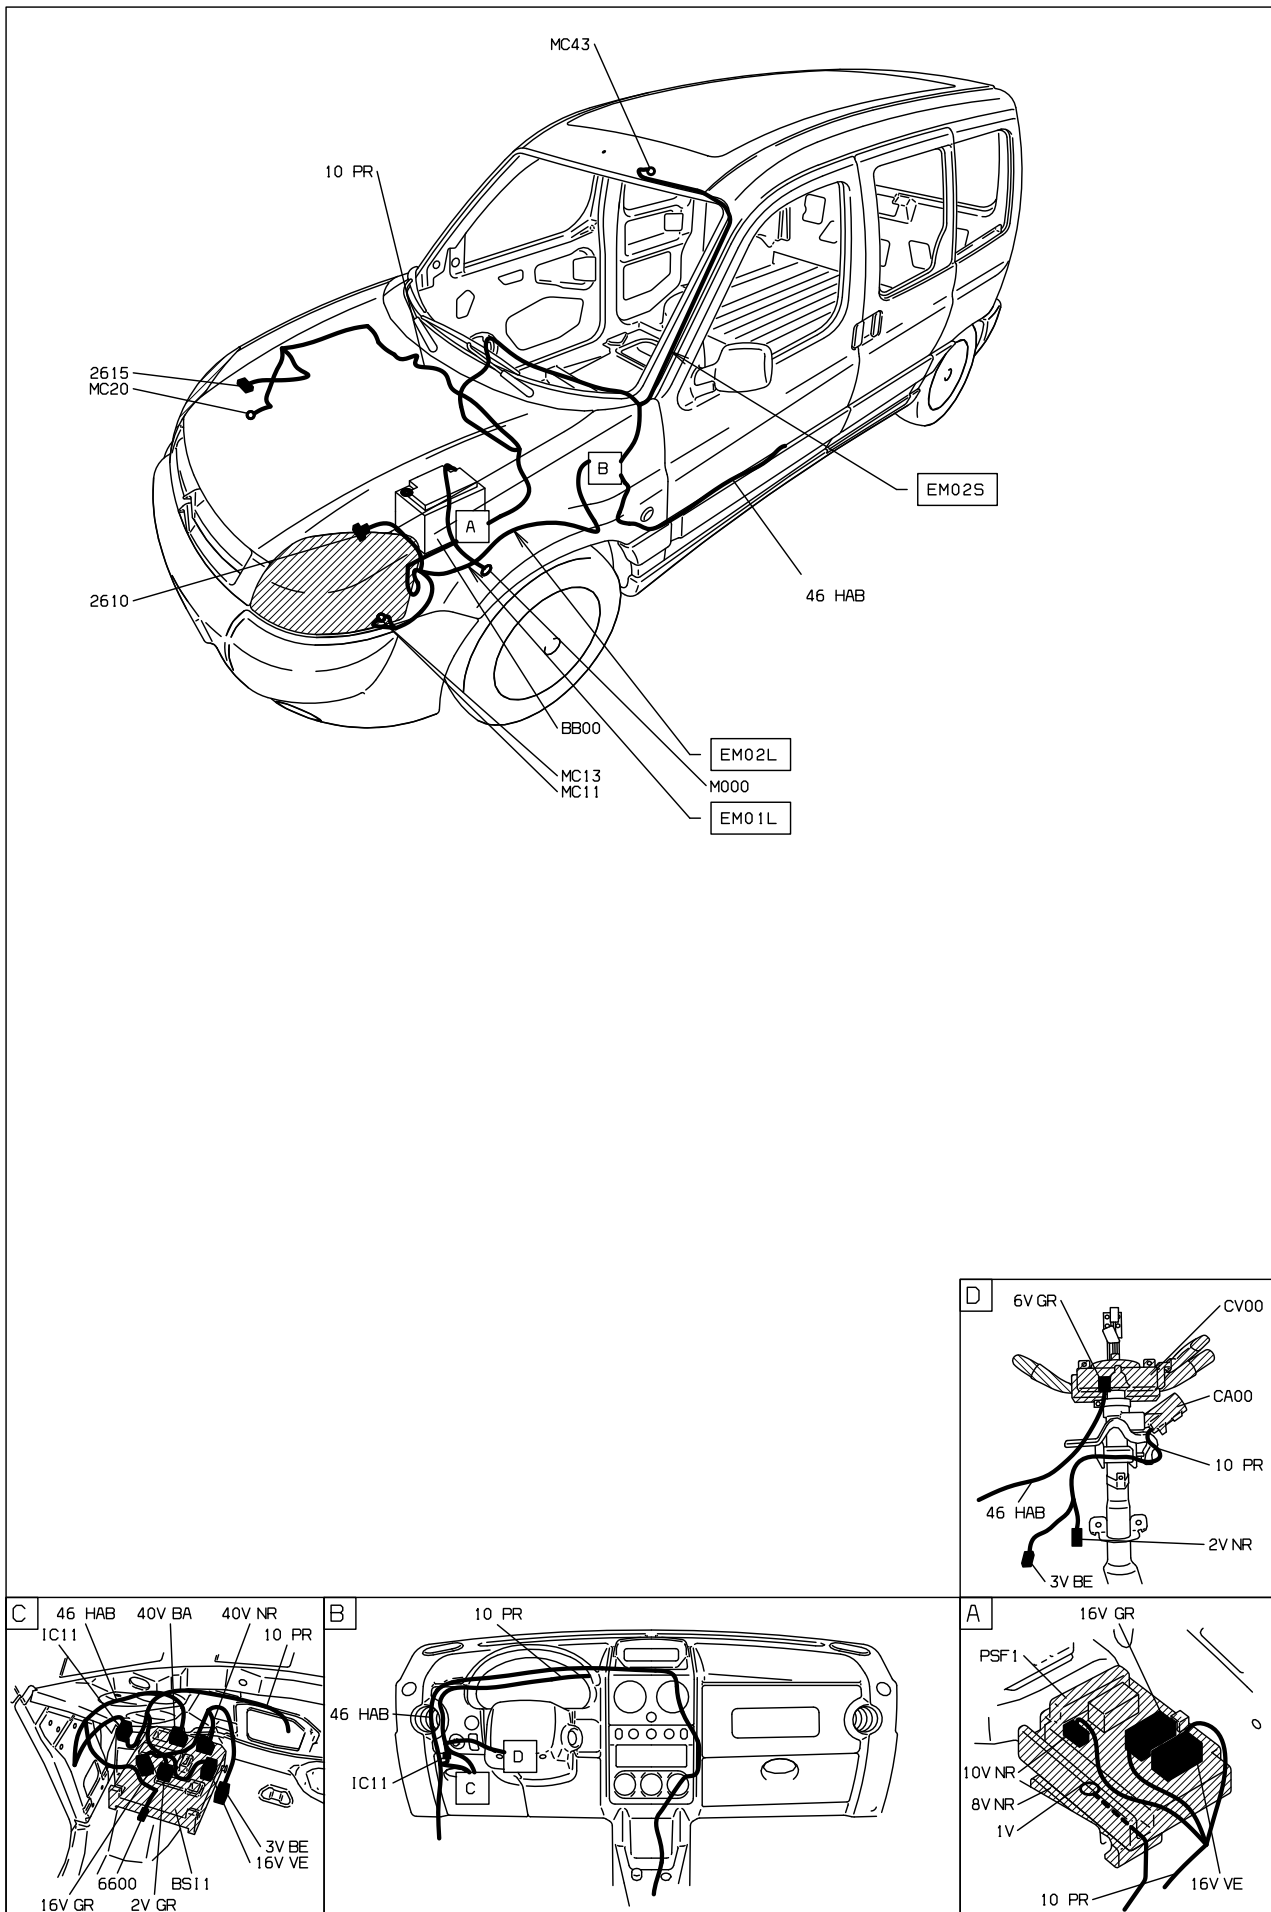 MC43
10 PR
2615
MC20
B
EM02S
A
46 HAB
2610
BB00
EM02L
MC13
M000
MC11
EM01L
D
6V GR
CV00
CA00
10 PR
46 HAB
2V NR
3V BE
C
46 HAB
40V BA
40V NR
IC11
10 PR
3V BE
16V VE
6600
BSI1
16V GR
2V GR
B
10 PR
46 HAB
D
IC11
C
A
16V GR
PSF1
10V NR
8V NR
1V
16V VE
10 PR